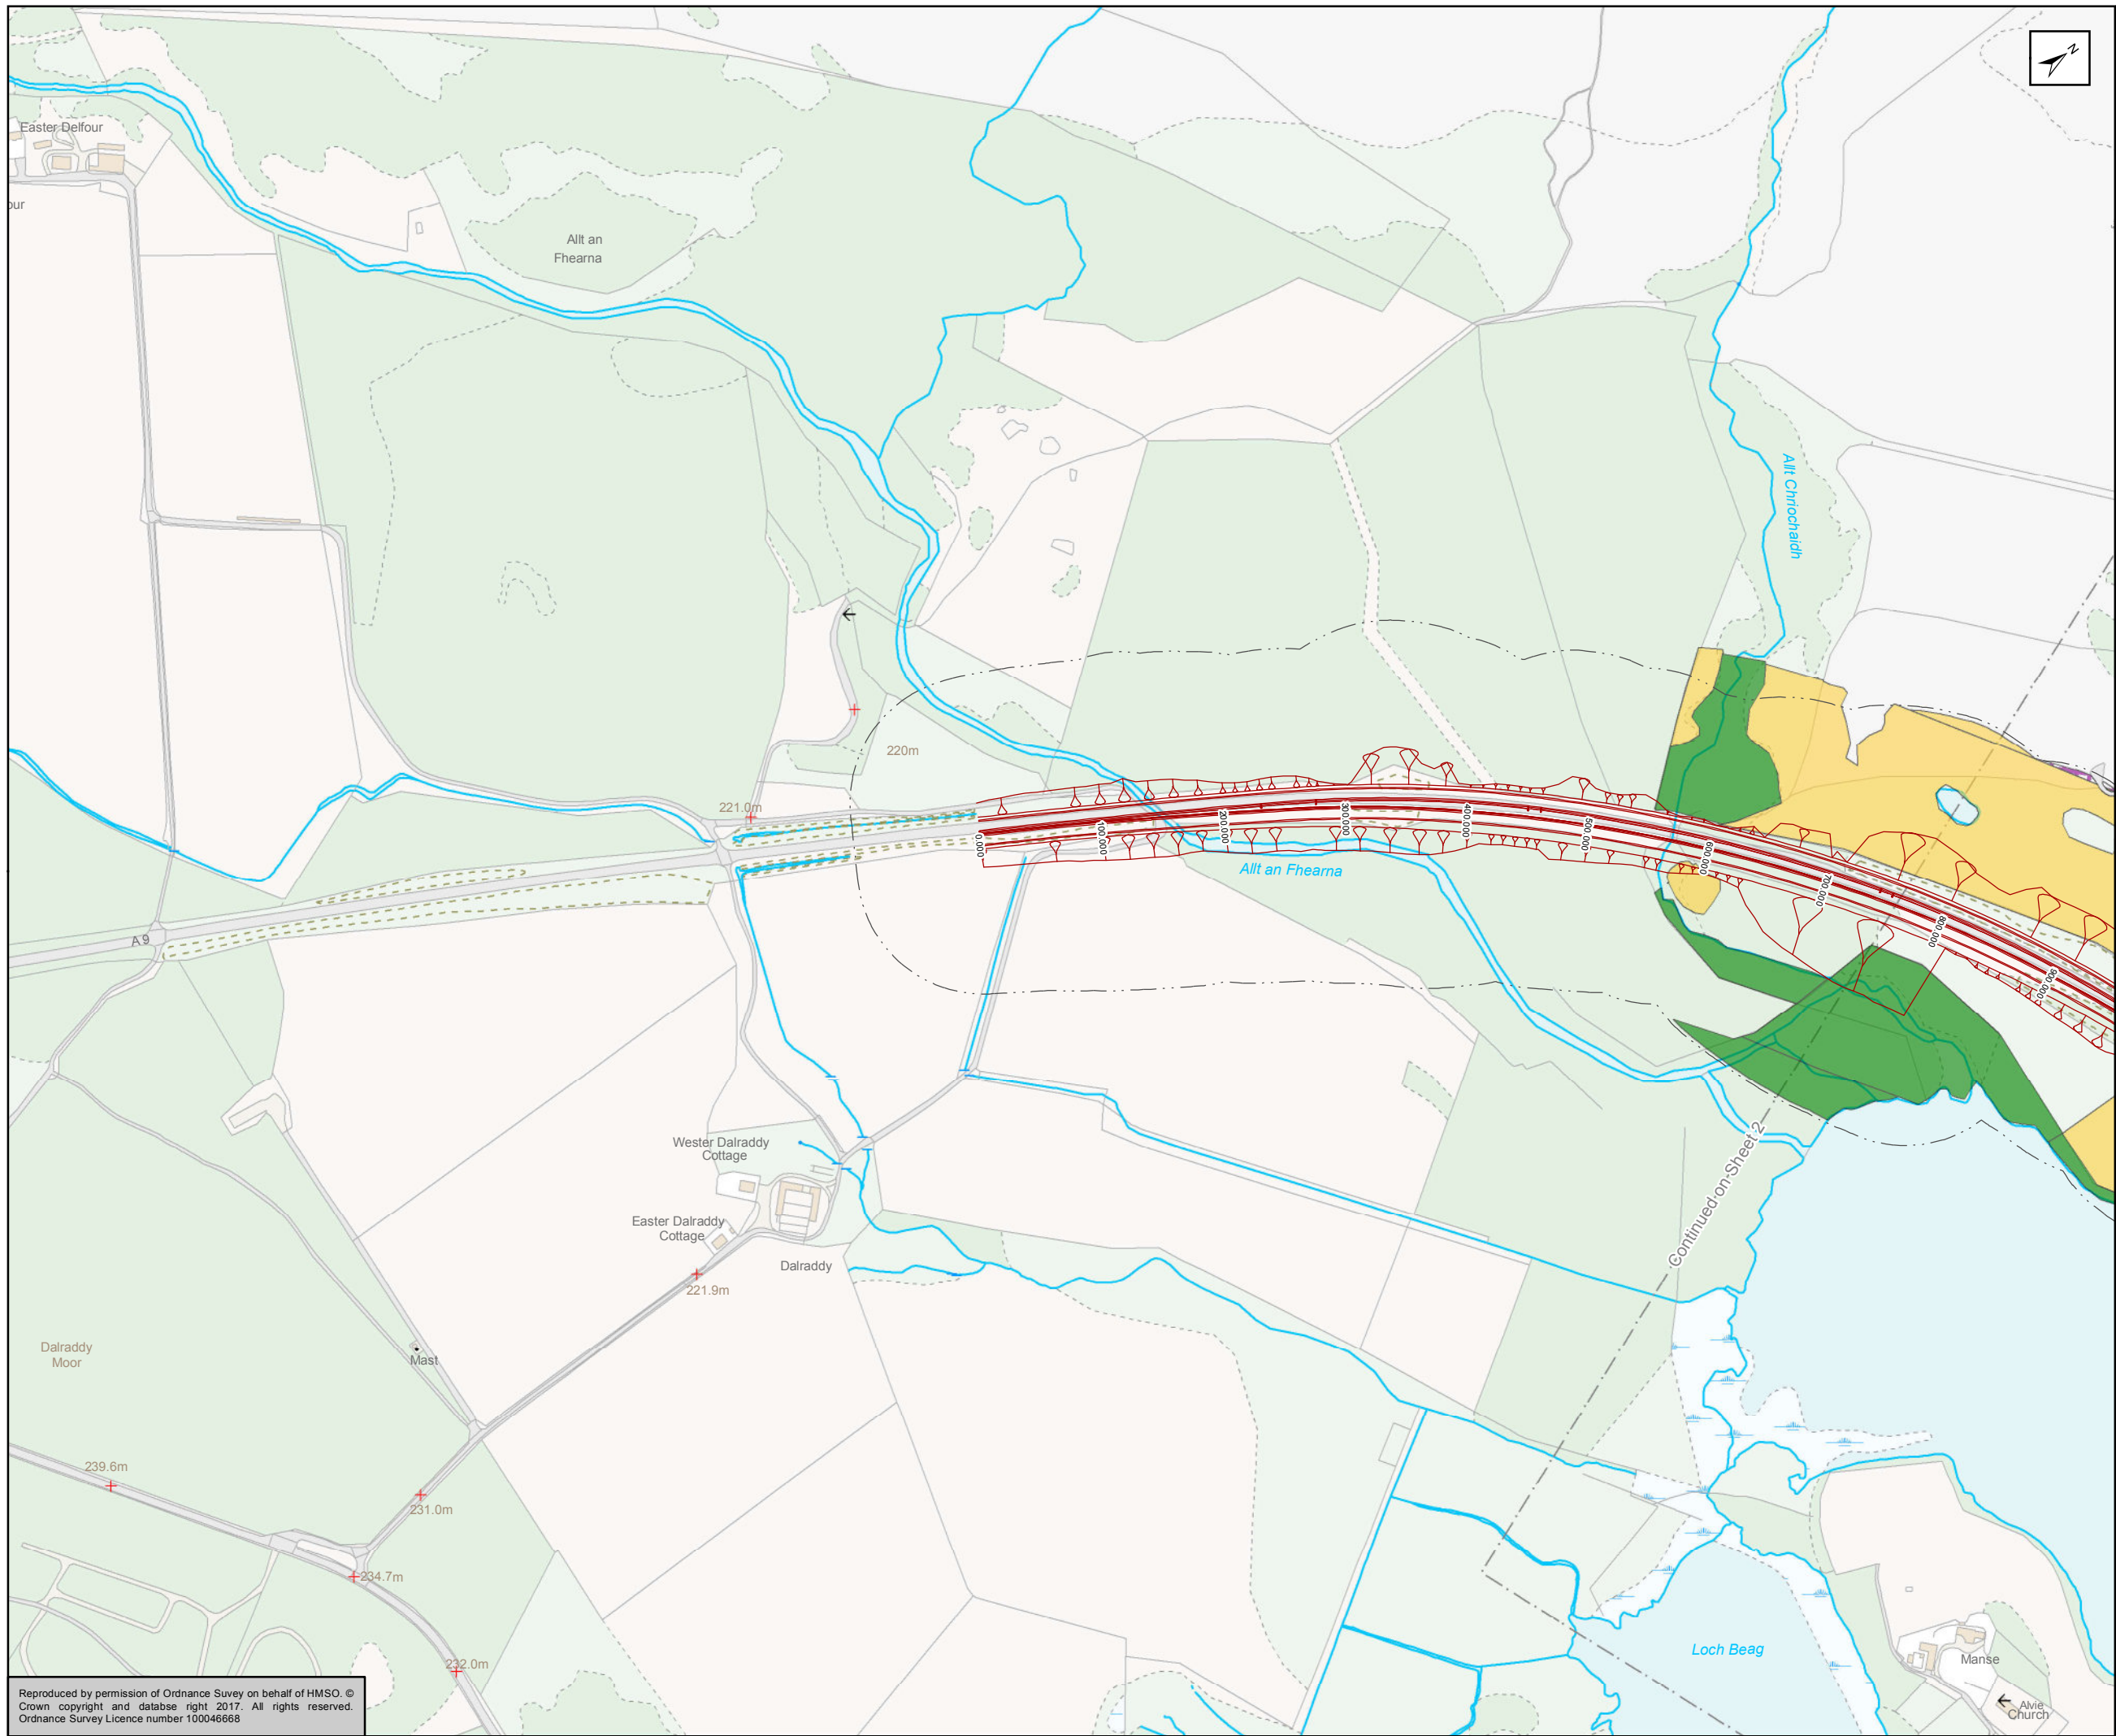 N
Easter Delfour
our
Allt an
Fhearna
Allt Chriochaidh
220m
221.0m
0.000
100.000
200.000
300.000
400.000
500.000
600.000
700.000
800.000
900.000
Allt an Fhearna
A 9
Continued on Sheet 2
Wester Dalraddy
Cottage
Easter Dalraddy
Cottage
Dalraddy
221.9m
Dalraddy
Moor
Mast
239.6m
231.0m
234.7m
232.0m
Loch Beag
Manse
Alvie
Church
Reproduced by permission of Ordnance Suvey on behalf of HMSO. ©
Crown copyright and databse right 2017. All rights reserved.
Ordnance Survey Licence number 100046668